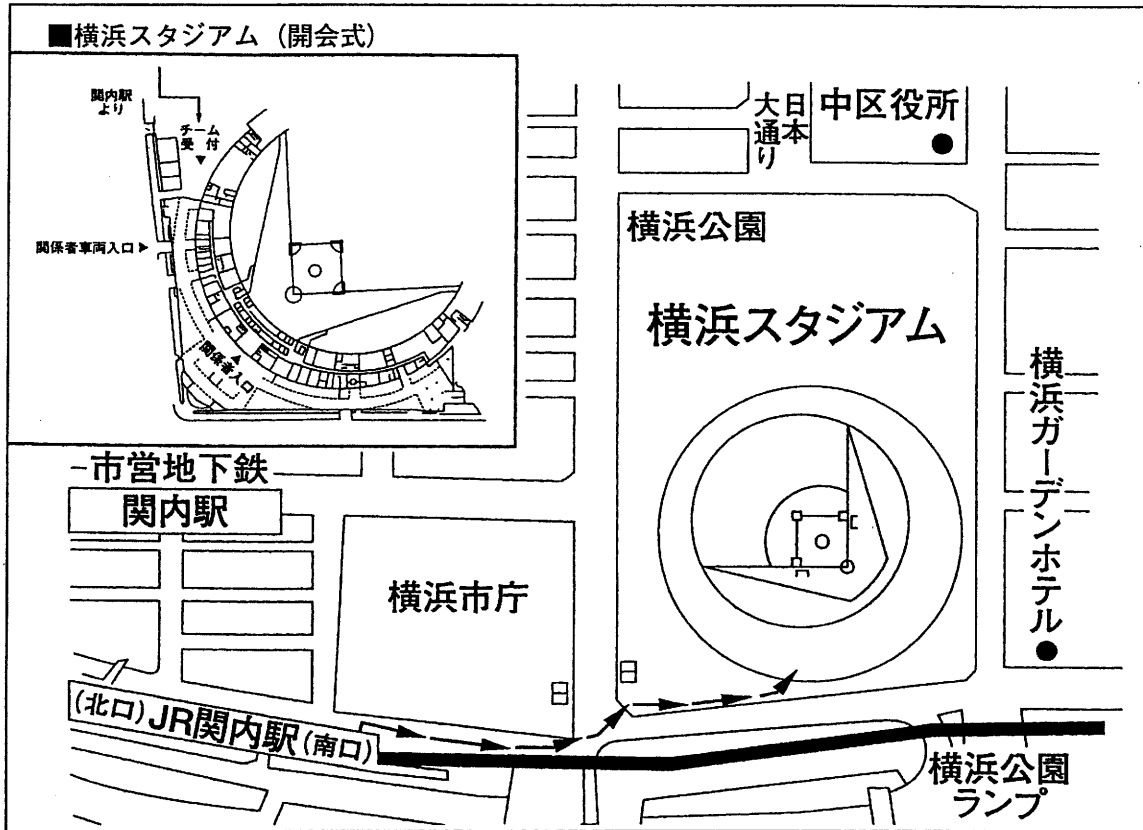 ■横浜スタジアム（開会式）
関内駅
より
チーム
受付
関係者車両入口▶
関係者入口
日本
大通り
中区役所
横浜公園
横浜スタジアム
横浜ガーデンホテル
市営地下鉄
関内駅
横浜市庁
(北口)JR関内駅(南口)
横浜公園
ランプ